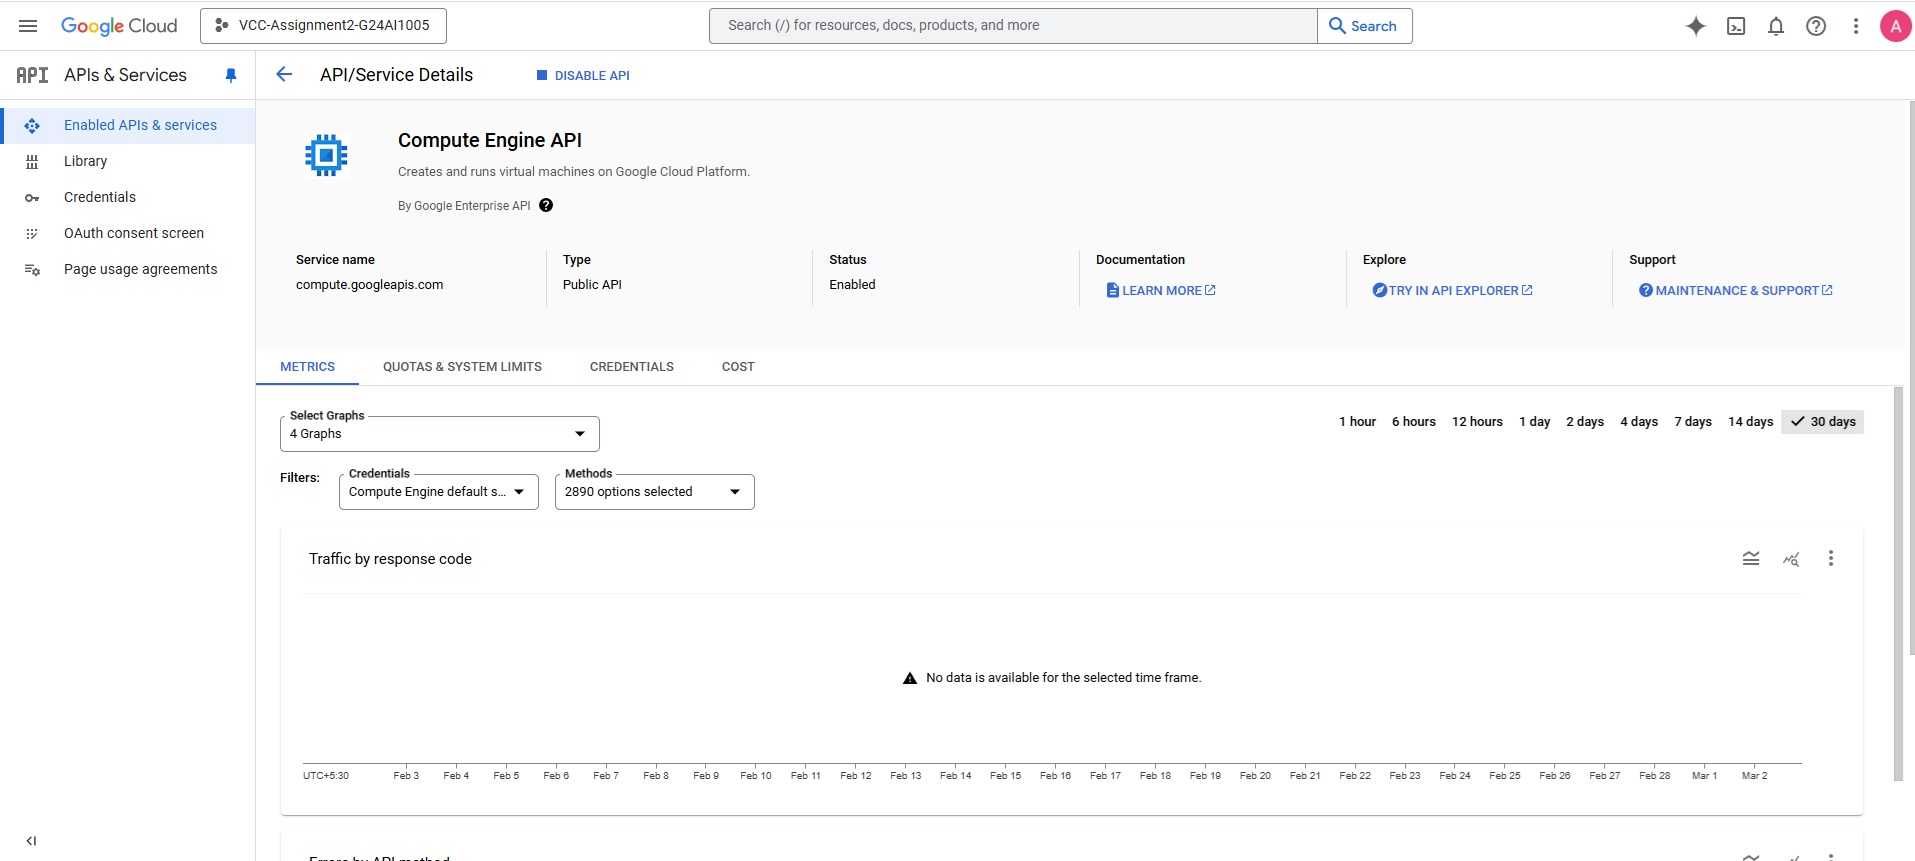 Google Cloud
VCC-Assignment2-G24AI1005
Search (/) for resources, docs, products, and more
Search
A
API APIs & Services
API/Service Details
DISABLE API
Enabled APIs & services
Library
Credentials
OAuth consent screen
Page usage agreements
Compute Engine API
Creates and runs virtual machines on Google Cloud Platform.
By Google Enterprise API
Service name
compute.googleapis.com
Type
Public API
Status
Enabled
Documentation
LEARN MORE
Explore
TRY IN API EXPLORER
Support
MAINTENANCE & SUPPORT
METRICS QUOTAS & SYSTEM LIMITS CREDENTIALS COST
Select Graphs
4 Graphs
1 hour 6 hours 12 hours 1 day 2 days 4 days 7 days 14 days 30 days
Filters:
Credentials
Compute Engine default s...
Methods
2890 options selected
Traffic by response code
No data is available for the selected time frame.
UTC+5:30 Feb 3 Feb 4 Feb 5 Feb 6 Feb 7 Feb 8 Feb 9 Feb 10 Feb 11 Feb 12 Feb 13 Feb 14 Feb 15 Feb 16 Feb 17 Feb 18 Feb 19 Feb 20 Feb 21 Feb 22 Feb 23 Feb 24 Feb 25 Feb 26 Feb 27 Feb 28 Mar 1 Mar 2
Errors by API method